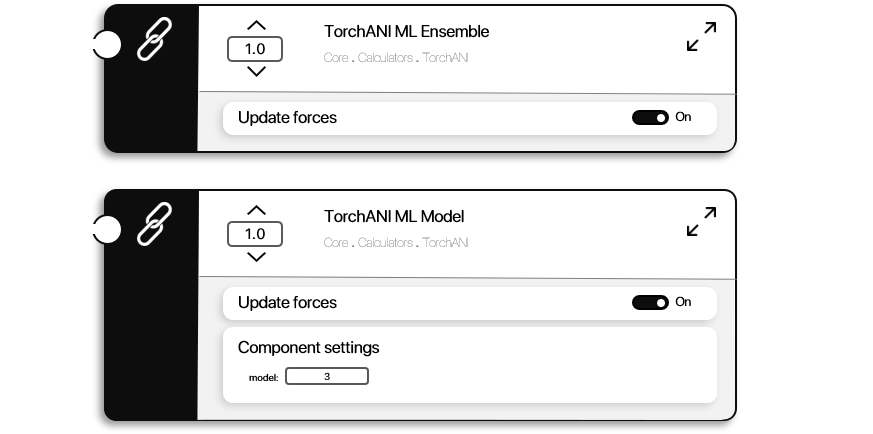 TorchANI ML Ensemble
1.0
Core . Calculators . TorchANI
Update forces
On
TorchANI ML Model
1.0
Core . Calculators . TorchANI
Update forces
On
Component settings
model:
3